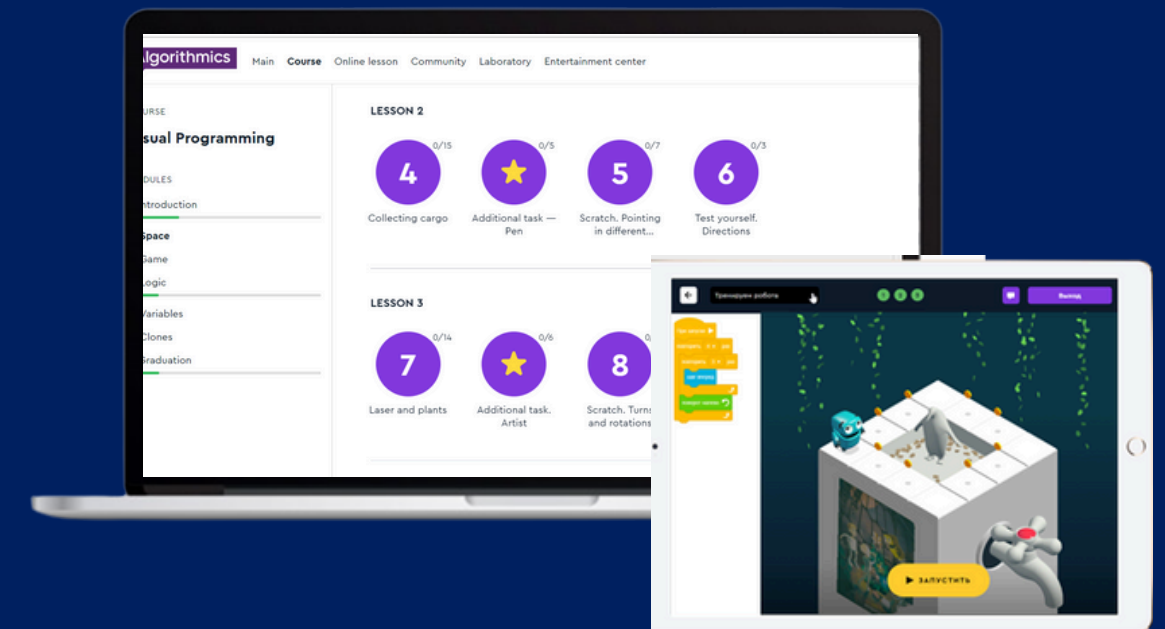 lgorithmics
Main Course Online lesson Community Laboratory Entertainment center
URSE
sual Programming
DULES
ntroduction
Space
Game
Logic
Variables
Clones
Graduation
LESSON 2
0/15 0/5 0/7 0/3
4 5 6
Collecting cargo
Additional task —
Pen
Scratch. Pointing
in different...
Test yourself.
Directions
LESSON 3
0/14 0/6 0/
7 8
Laser and plants
Additional task.
Artist
Scratch. Turns
and rotations
Тренируем робота
Выход
ЗАПУСТИТЬ